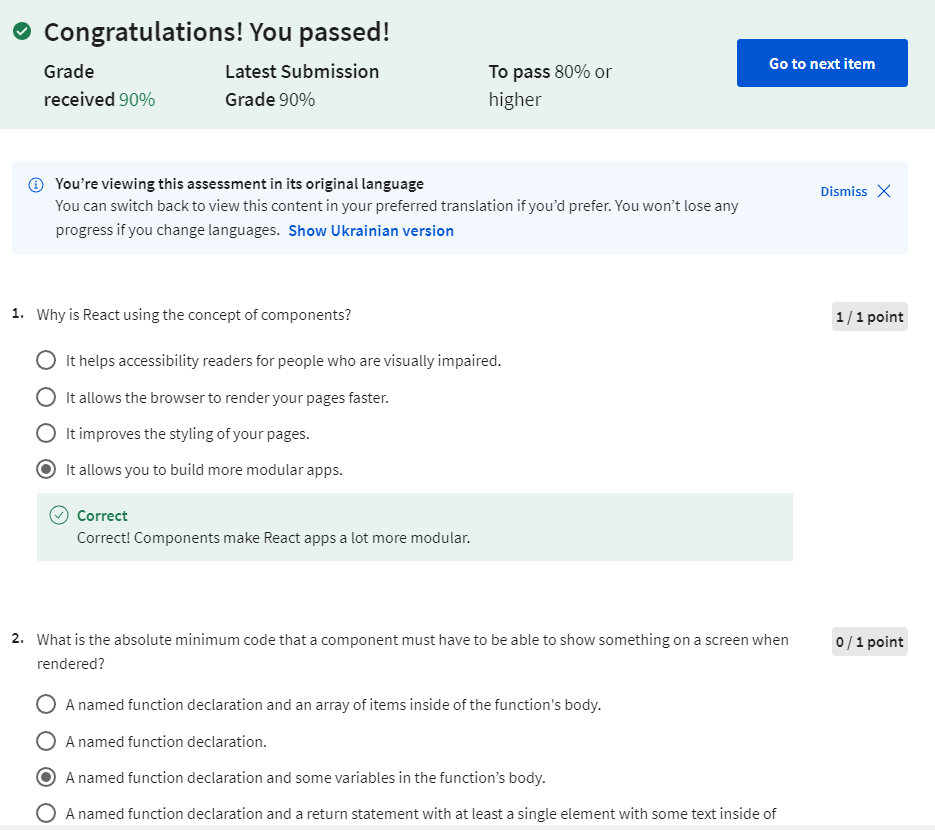 Congratulations! You passed!
Grade received 90%
Latest Submission Grade 90%
To pass 80% or higher
Go to next item
You’re viewing this assessment in its original language
Dismiss
You can switch back to view this content in your preferred translation if you’d prefer. You won’t lose any
progress if you change languages. Show Ukrainian version
1. Why is React using the concept of components?
1 / 1 point
It helps accessibility readers for people who are visually impaired.
It allows the browser to render your pages faster.
It improves the styling of your pages.
It allows you to build more modular apps.
Correct
Correct! Components make React apps a lot more modular.
2. What is the absolute minimum code that a component must have to be able to show something on a screen when
rendered?
0 / 1 point
A named function declaration and an array of items inside of the function's body.
A named function declaration.
A named function declaration and some variables in the function’s body.
A named function declaration and a return statement with at least a single element with some text inside of